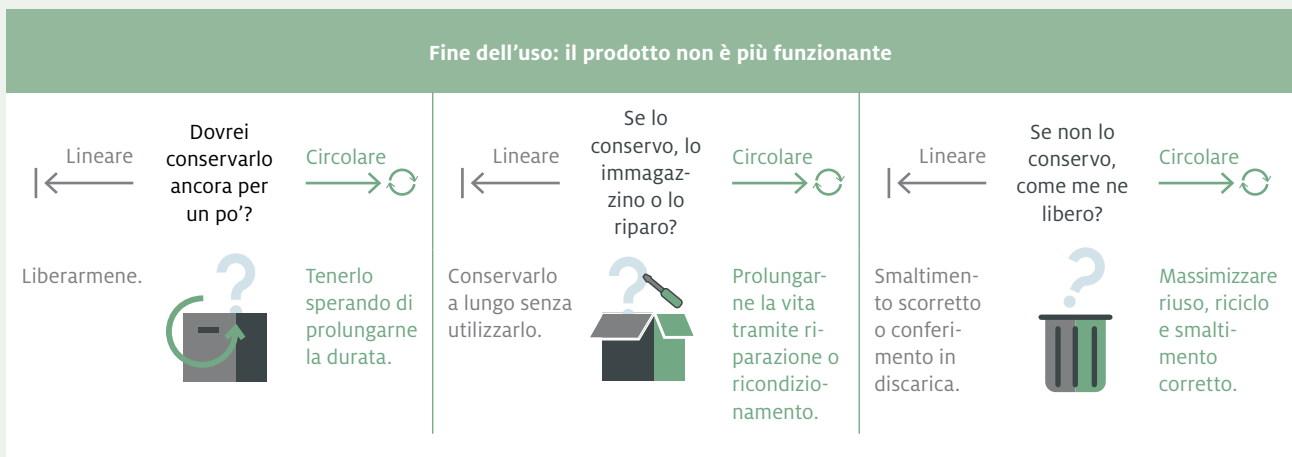 Fine dell’uso: il prodotto non è più funzionante
Lineare
Dovrei
conservarlo
ancora per
un po’?
Circolare
Liberarmene.
Tenerlo
sperando di
prolungarne
la durata.
Lineare
Se lo
conservo, lo
immagaz-
zino o lo
riparo?
Circolare
Conservarlo
a lungo senza
utilizzarlo.
Prolungar-
ne la vita
tramite ri-
parazione o
ricondizio-
namento.
Lineare
Se non lo
conservo,
come me ne
libero?
Circolare
Smaltimen-
to scorretto
o conferi-
mento in
discarica.
Massimizzare
riuso, riciclo
e smalti-
mento
corretto.